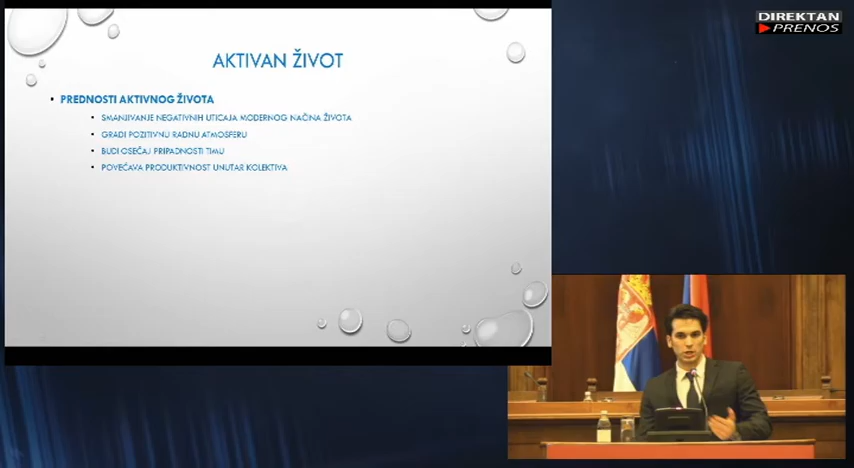 DIREKTAN
PRENOS
AKTIVAN ŽIVOT
• PREDNOSTI AKTIVNOG ŽIVOTA
• SMANJIVANJE NEGATIVNIH UTICAJA MODERNOG NAČINA ŽIVOTA
• GRADI POZITIVNU RADNU ATMOSFERU
• BUDI OSEĆAJ PRIPADNOSTI TIMU
• POVEĆAVA PRODUKTIVNOST UNUTAR KOLEKTIVA